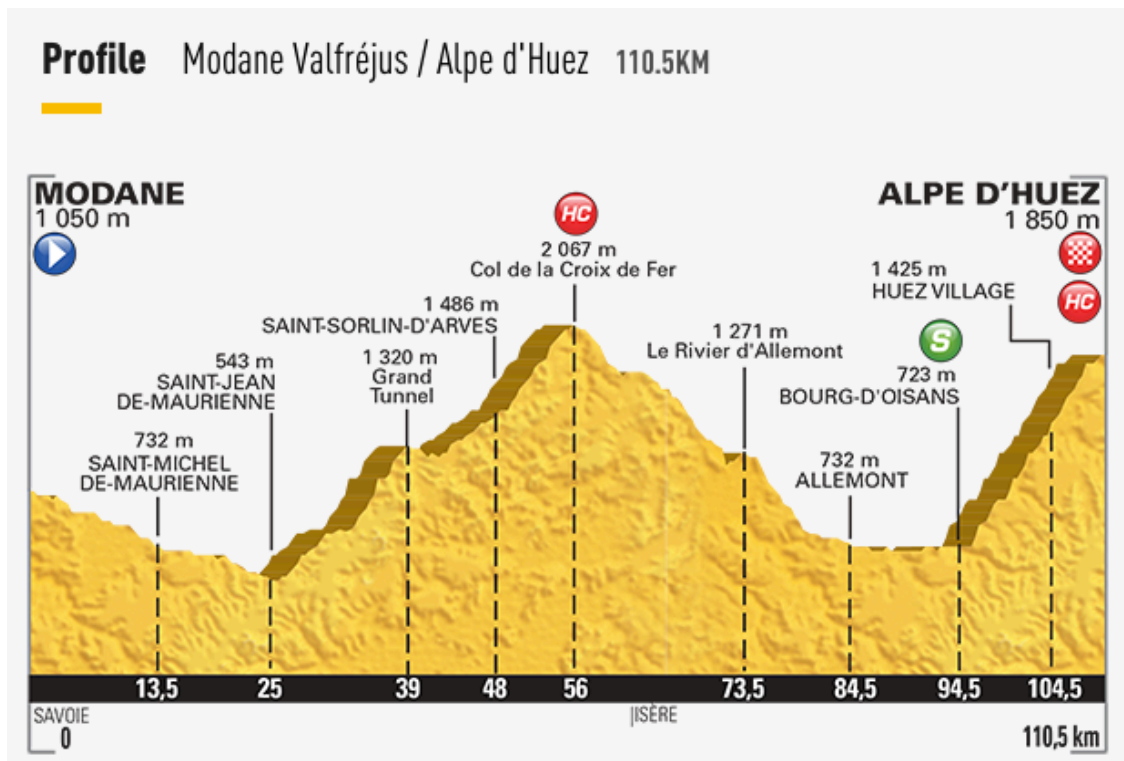 Profile Modane Valfréjus / Alpe d'Huez 110.5KM
MODANE
1 050 m
ALPE D'HUEZ
1 850 m
HC
2 067 m
Col de la Croix de Fer
1 425 m
HUEZ VILLAGE
HC
1 486 m
SAINT-SORLIN-D'ARVES
1 271 m
Le Rivier d'Allemont
S
543 m
SAINT-JEAN
DE-MAURIENNE
1 320 m
Grand
Tunnel
723 m
BOURG-D'OISANS
732 m
SAINT-MICHEL
DE-MAURIENNE
732 m
ALLEMONT
13,5 25 39 48 56 73,5 84,5 94,5 104,5
SAVOIE |ISÈRE
0 110,5 km